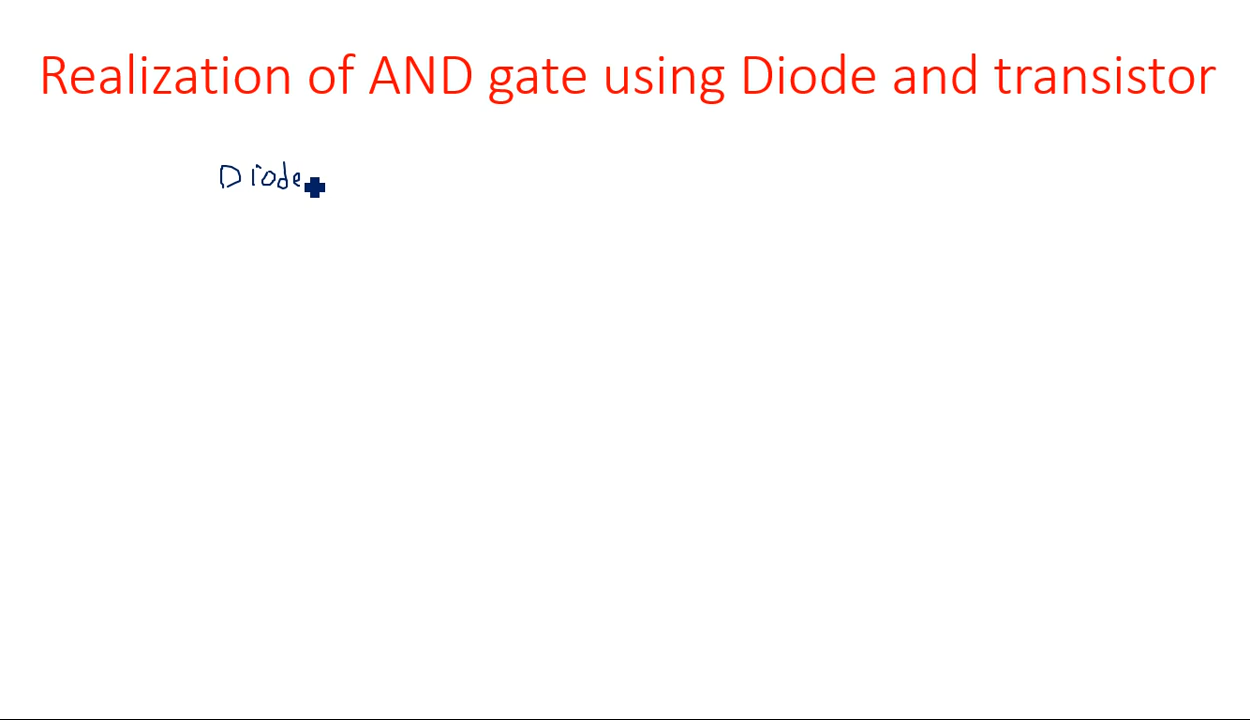 Realization of AND gate using Diode and transistor
Diode